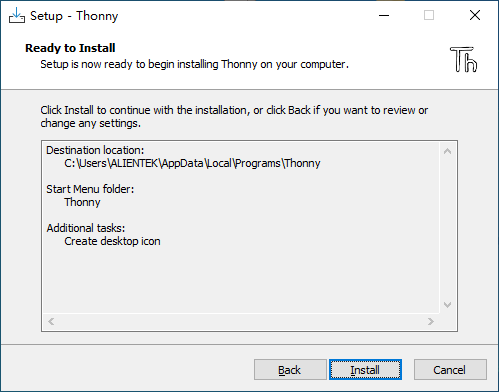 Setup - Thonny
Ready to Install
Setup is now ready to begin installing Thonny on your computer.
Th
Click Install to continue with the installation, or click Back if you want to review or
change any settings.
Destination location:
C:\Users\ALIENTEK\AppData\Local\Programs\Thonny
Start Menu folder:
Thonny
Additional tasks:
Create desktop icon
Back
Install
Cancel